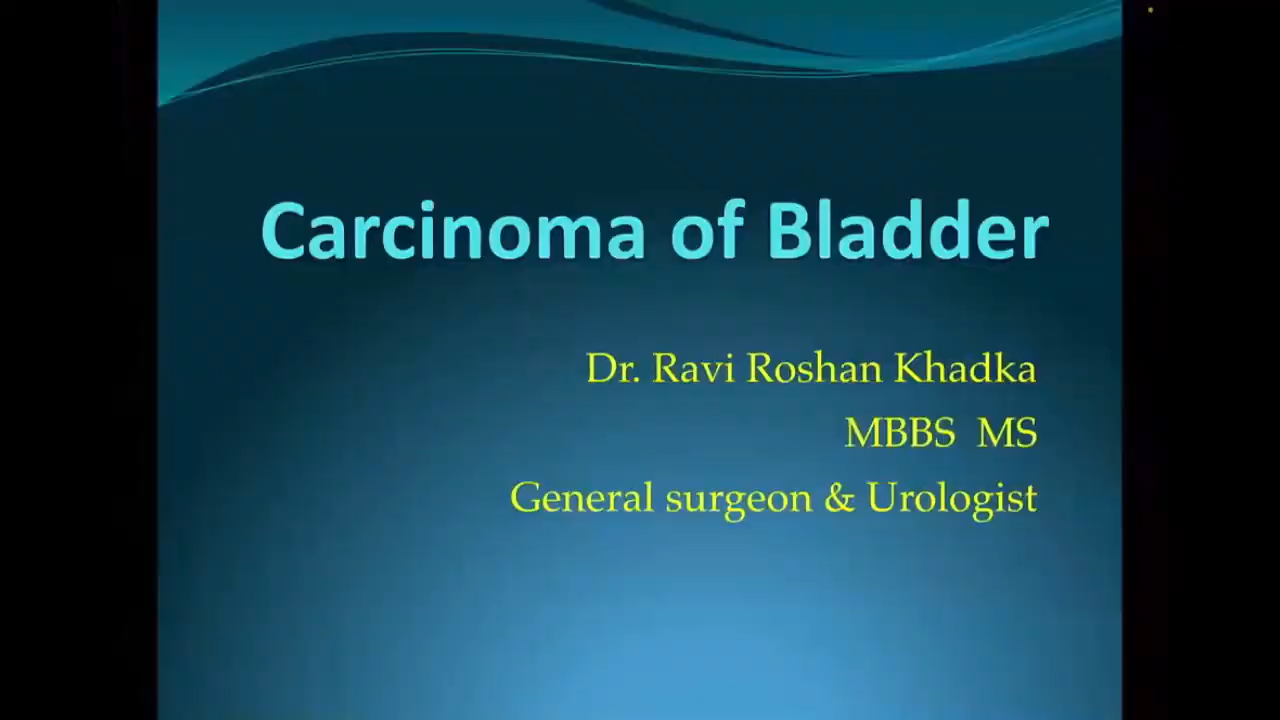 Carcinoma of Bladder
Dr. Ravi Roshan Khadka
MBBS  MS
General surgeon & Urologist